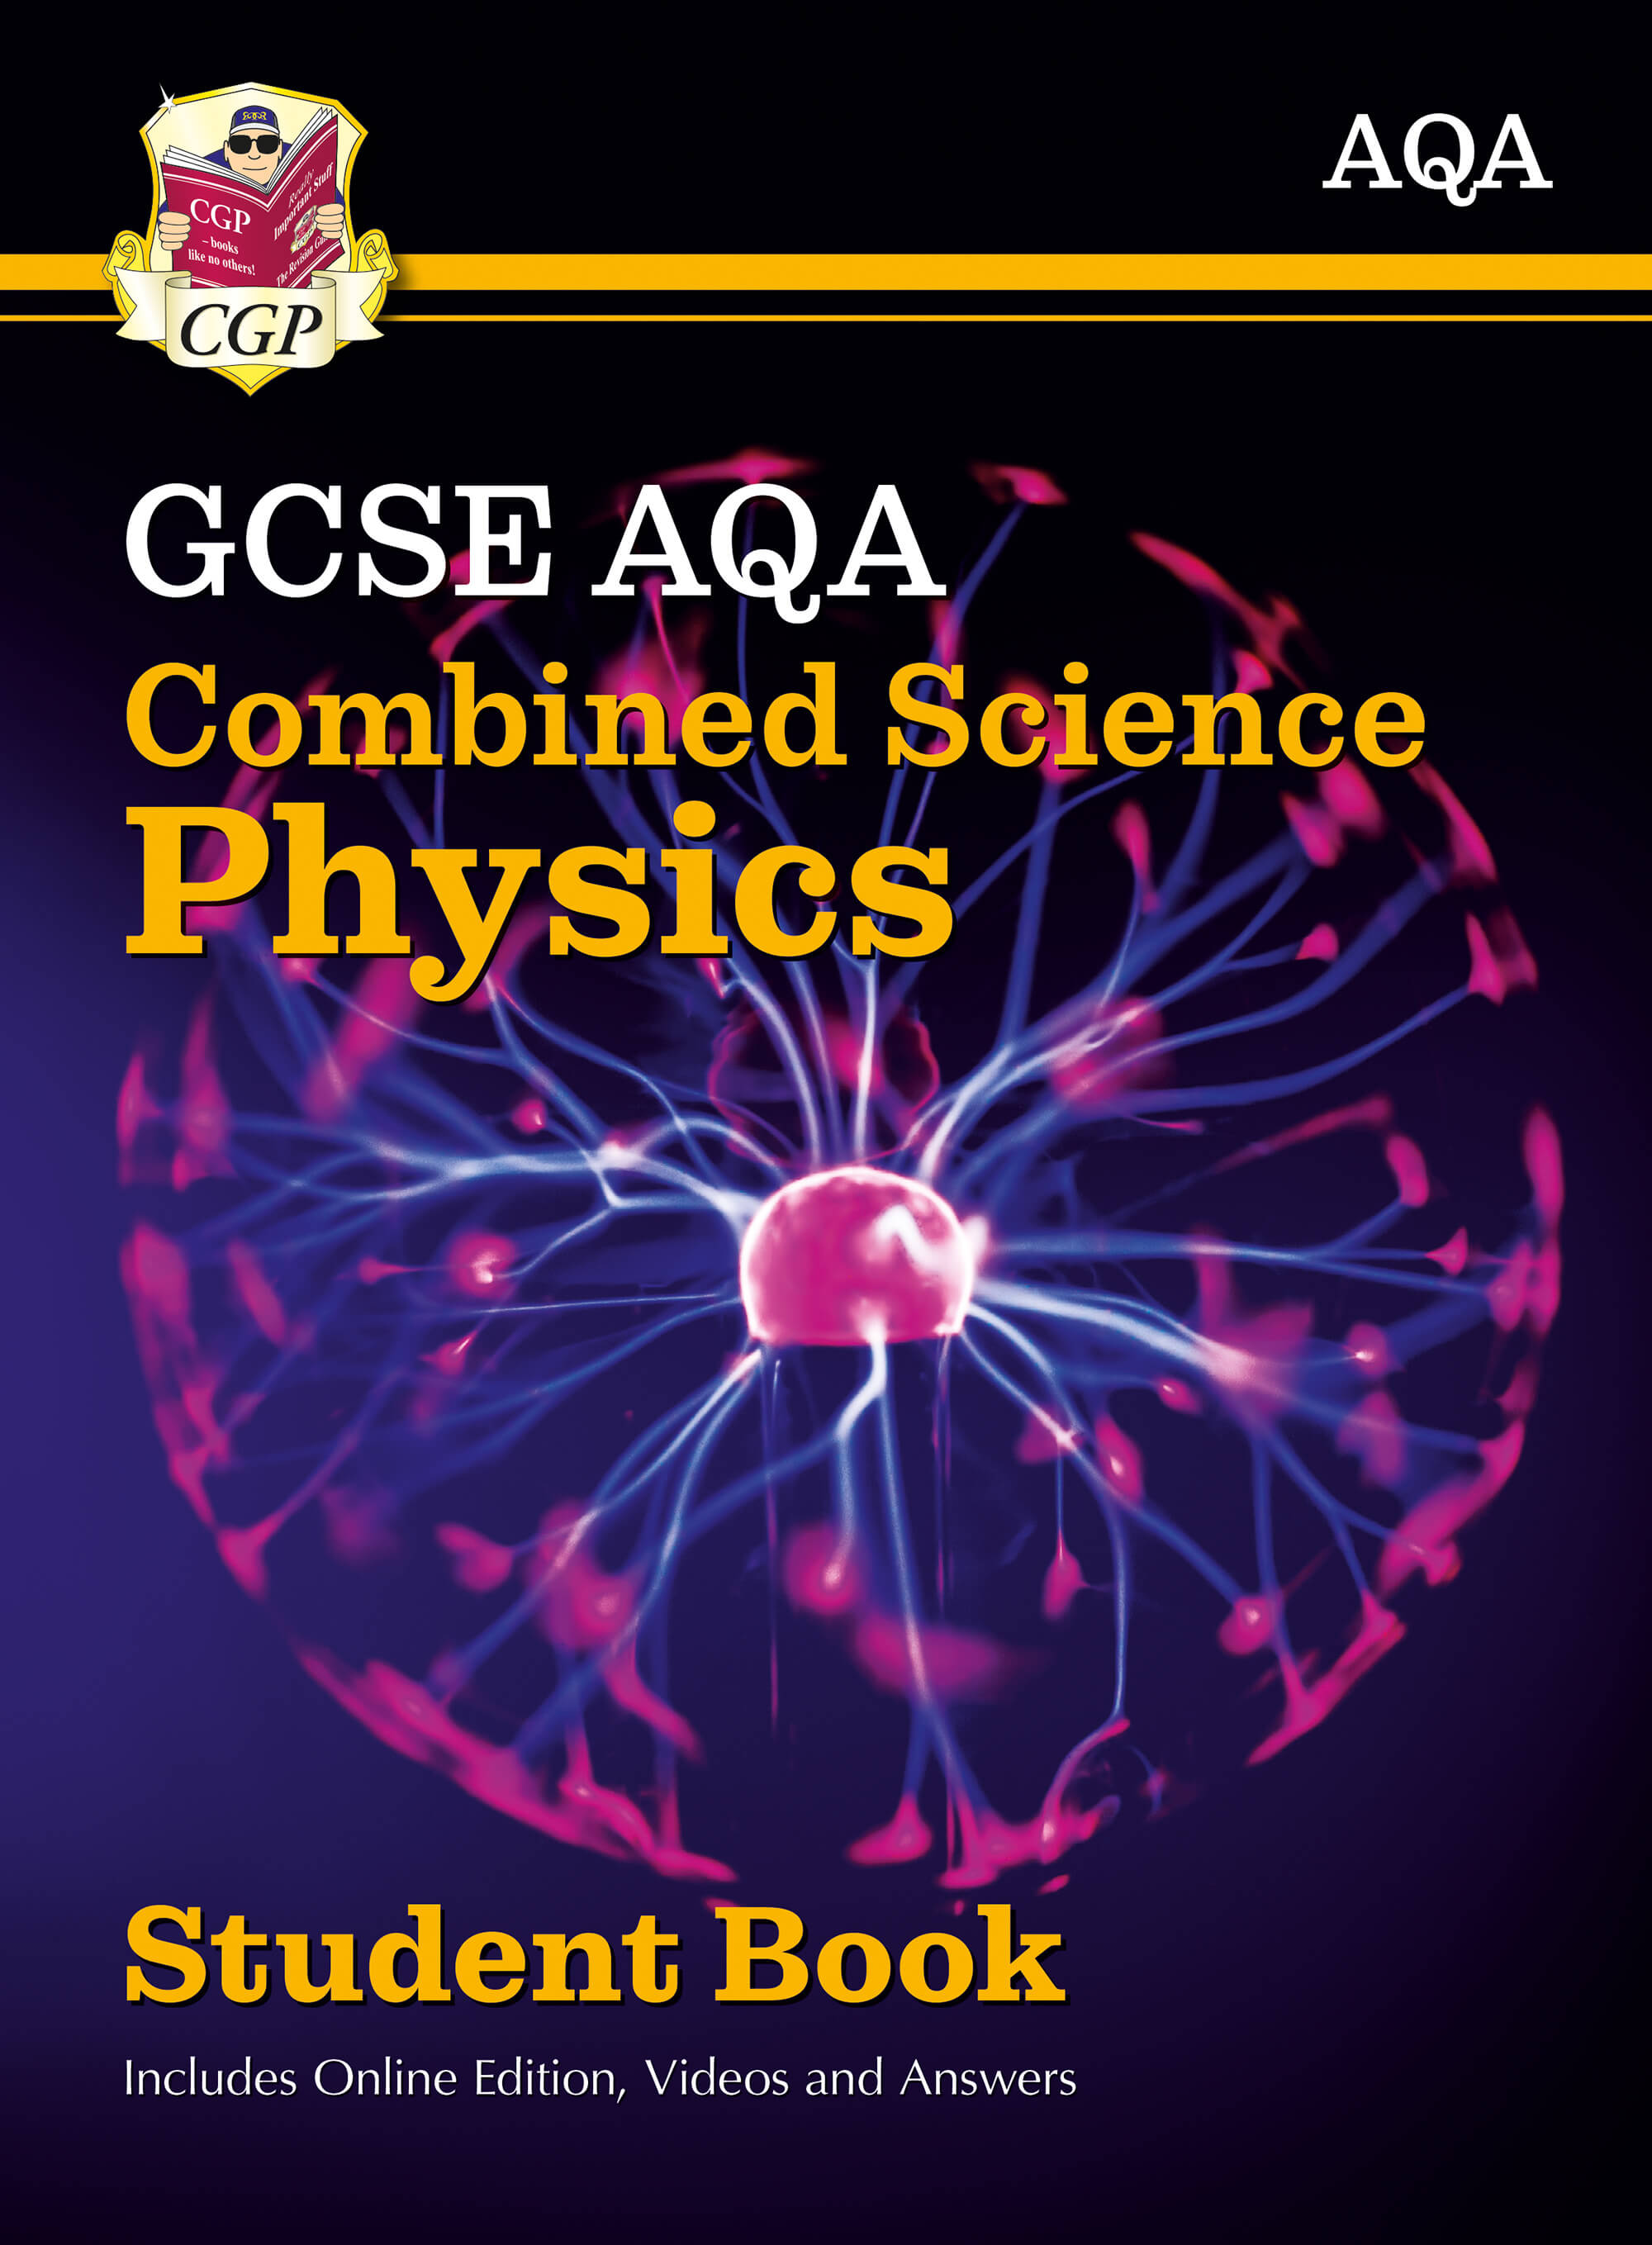 AQA
CGP
– books
like no others!
Really
Important Stuff
The Revision Gui
CGP
GCSE AQA
Combined Science
Physics
Student Book
Includes Online Edition, Videos and Answers